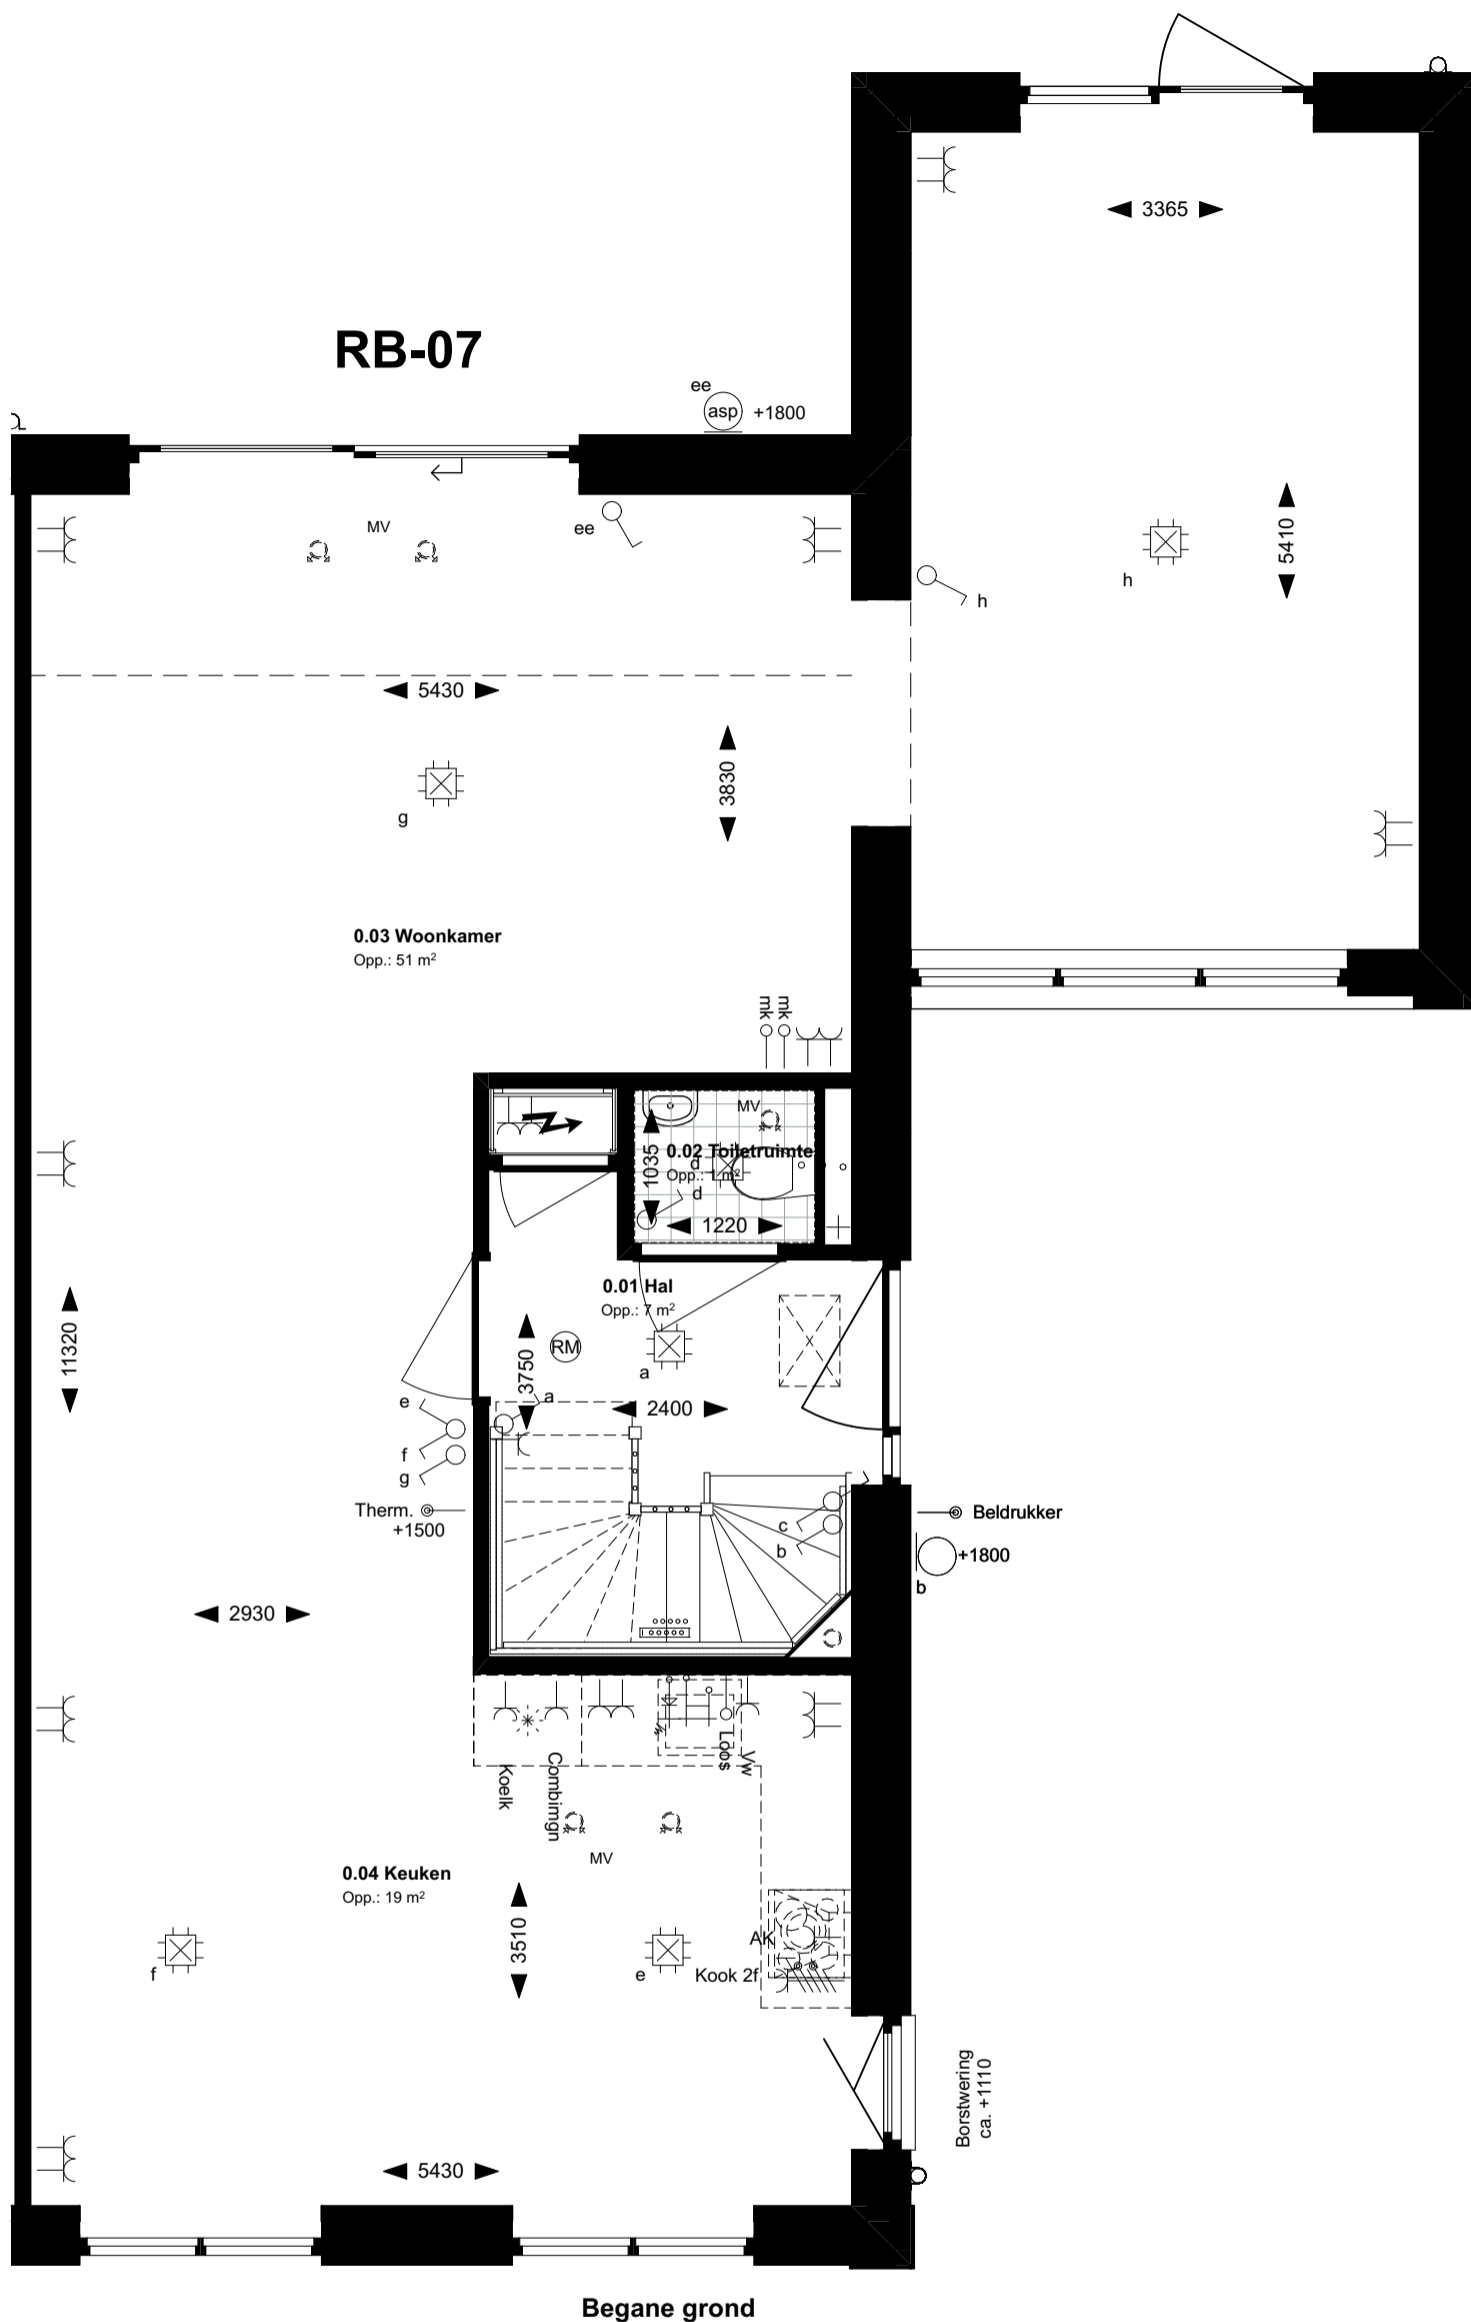 3365
RB-07
ee
asp
+1800
MV
ee
5410
h
h
5430
3830
g
0.03 Woonkamer
Opp.: 51 m²
mk
mk
MV
1035
0.02 Toiletruimte
d
Opp.: 1 m²
d
1220
0.01 Hal
Opp.: 7 m²
11320
3750
RM
a
a
2400
e
f
g
Therm.
+1500
c
b
Beldrukker
+1800
b
2930
Koelk
Combimgn
Loos
Vw
MV
0.04 Keuken
Opp.: 19 m²
3510
AK
Kook 2f
f
e
Borstwering
ca. +1110
5430
Begane grond